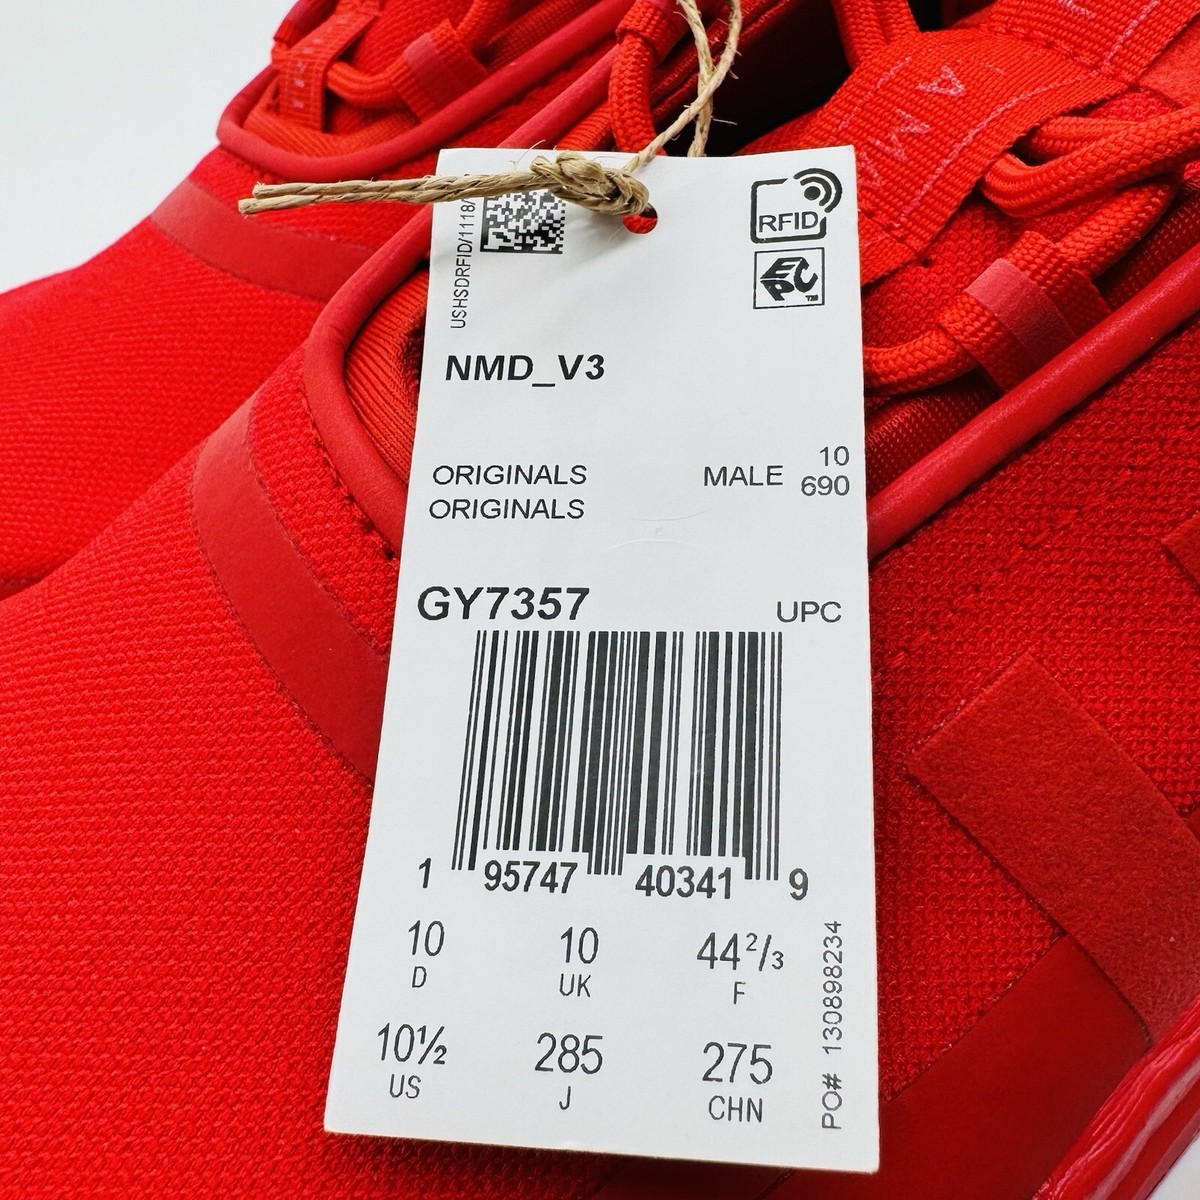 USHSDRFID/1118/
RFID
EPC™
NMD_V3
ORIGINALS
ORIGINALS
MALE 10
690
GY7357
UPC
1 95747 40341 9
10 10 44⅔
D UK F
10½ 285 275
US J CHN
PO# 130898234